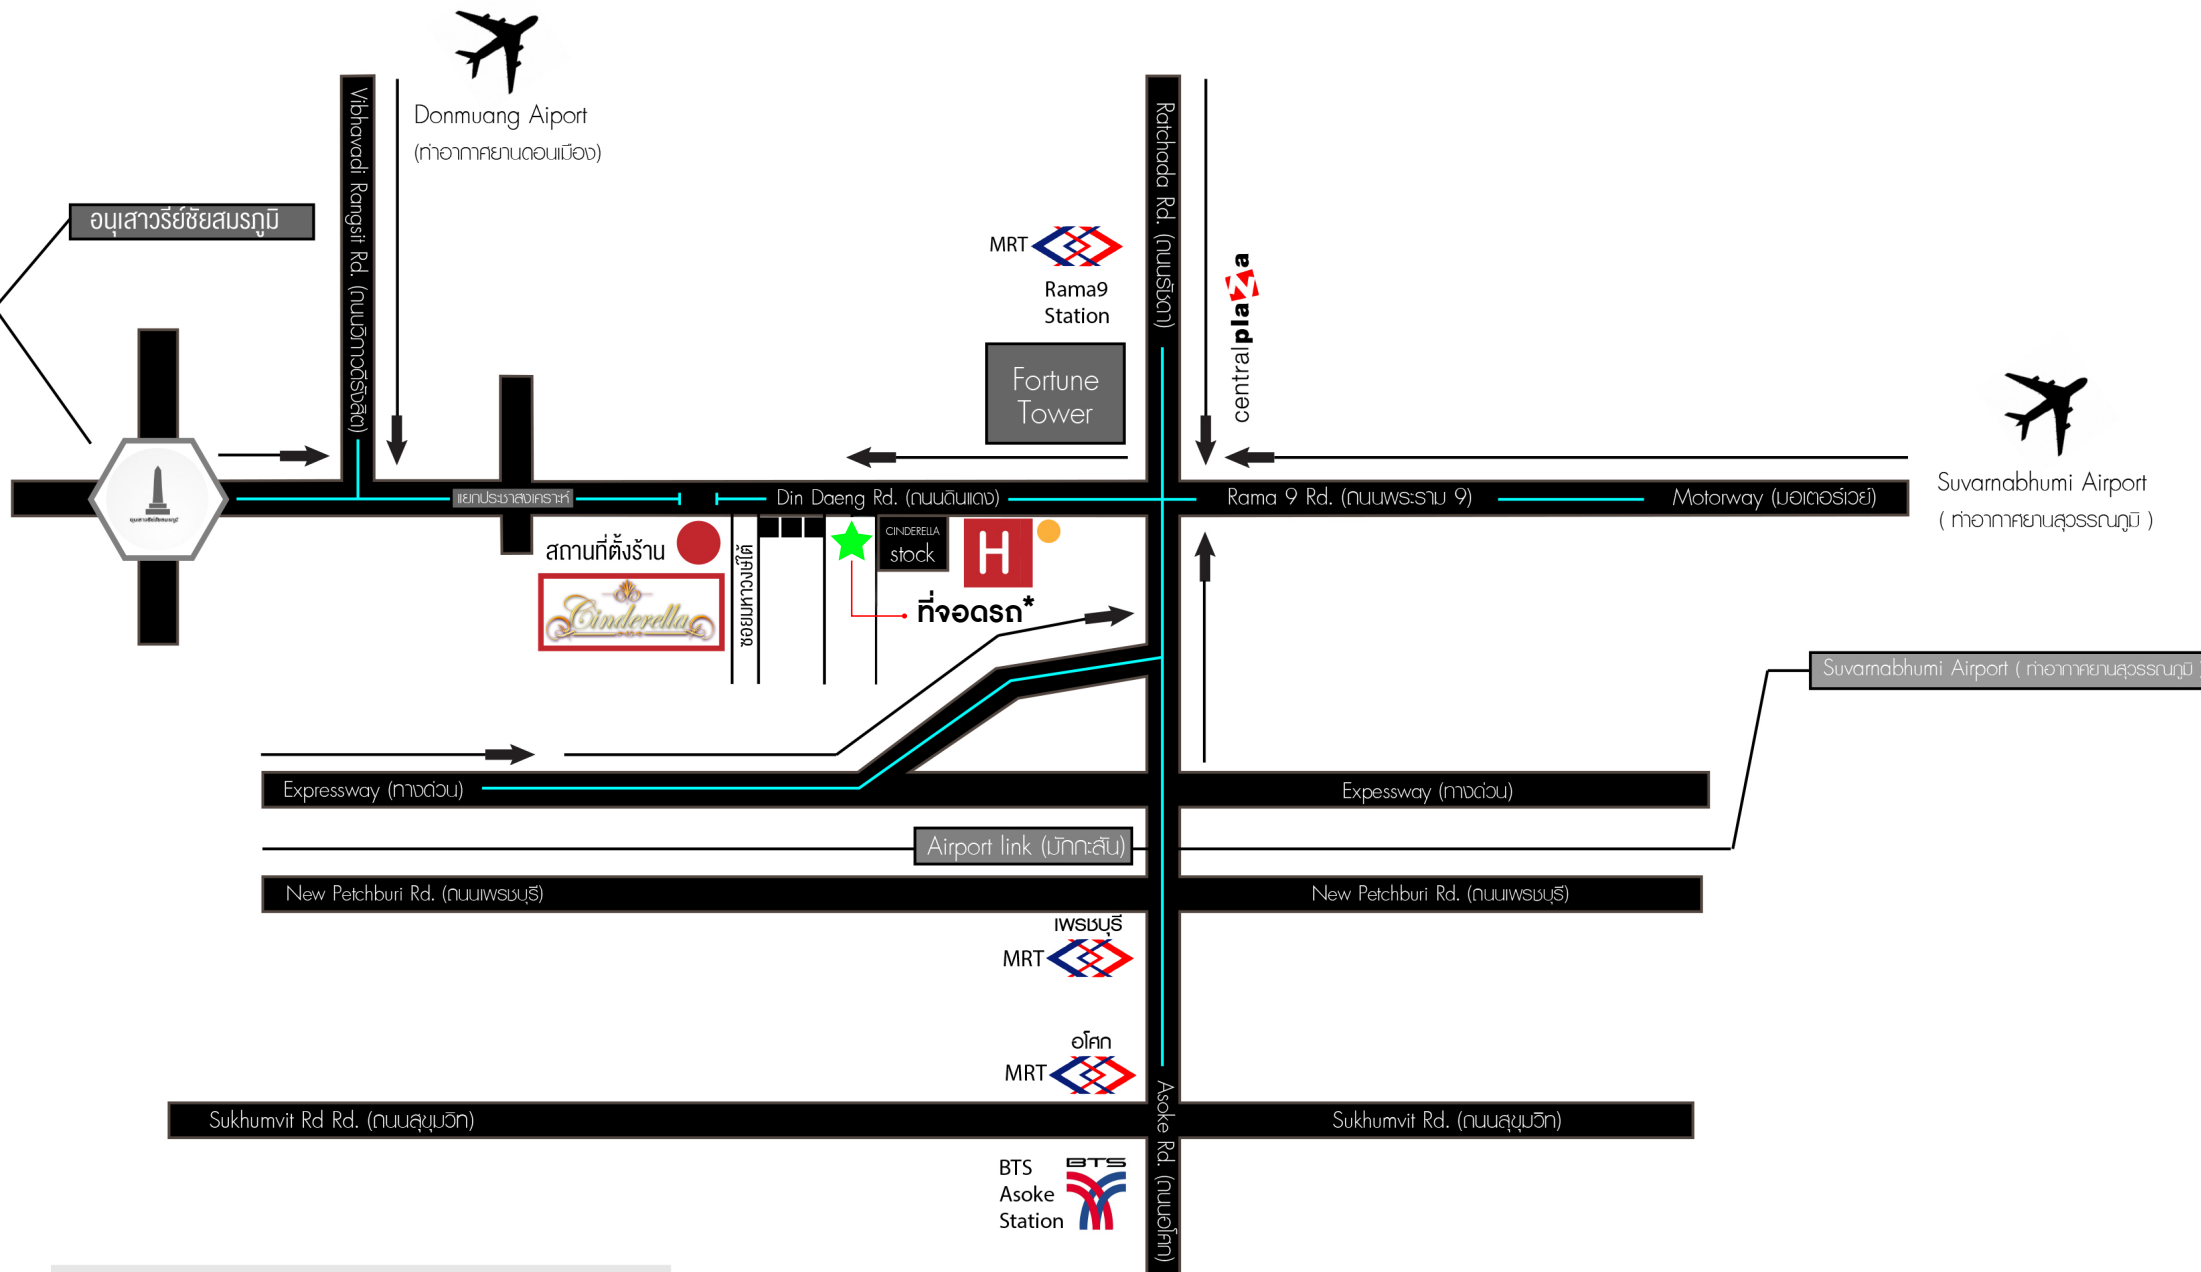 Donmuang Aiport
(ท่าอากาศยานดอนเมือง)
Vibhavadi Rangsit Rd. (ถนนวิภาวดีรังสิต)
อนุเสาวรีย์ชัยสมรภูมิ
Ratchada Rd. (ถนนรัชดา)
MRT
Rama9
Station
centralplaza
Fortune
Tower
Suvarnabhumi Airport
( ท่าอากาศยานสุวรรณภูมิ )
แยกประชาสงเคราะห์
Din Daeng Rd. (ถนนดินแดง)
Rama 9 Rd. (ถนนพระราม 9)
Motorway (มอเตอร์เวย์)
สถานที่ตั้งร้าน
Cinderella
CINDERELLA
stock
H
ที่จอดรถ*
Suvarnabhumi Airport ( ท่าอากาศยานสุวรรณภูมิ )
Expressway (ทางด่วน)
Expessway (ทางด่วน)
Airport link (มักกะสัน)
New Petchburi Rd. (ถนนเพรชบุรี)
New Petchburi Rd. (ถนนเพรชบุรี)
เพรชบุรี
MRT
อโศก
MRT
Asoke Rd. (ถนนอโศก)
Sukhumvit Rd Rd. (ถนนสุขุมวิท)
Sukhumvit Rd. (ถนนสุขุมวิท)
BTS
Asoke
Station
BTS